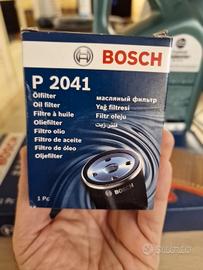 BOSCH
P 2041
Ölfilter
Oil filter
Filtre à huile
Oliefilter
Filtro olio
Filtro de aceite
Filtro de óleo
Oljefilter
масляный фильтр
Yağ filtresi
Filtr oleju
1 Pc
BOSCH